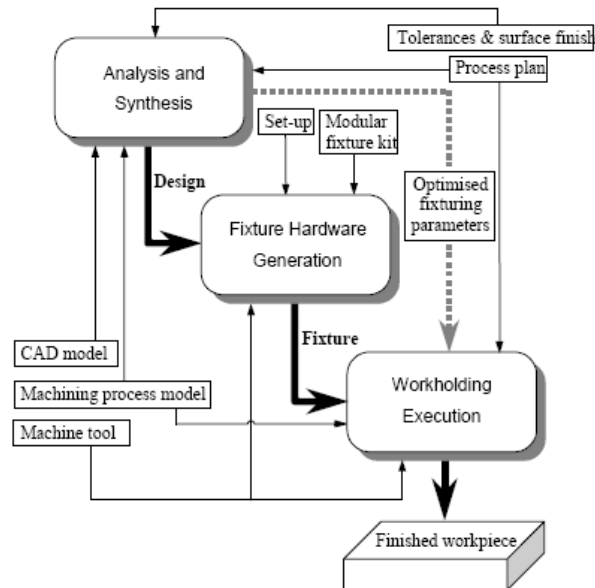 Tolerances & surface finish
Analysis and
Synthesis
Process plan
Set-up
Modular
fixture kit
Design
Optimised
fixturing
parameters
Fixture Hardware
Generation
Fixture
CAD model
Machining process model
Machine tool
Workholding
Execution
Finished workpiece